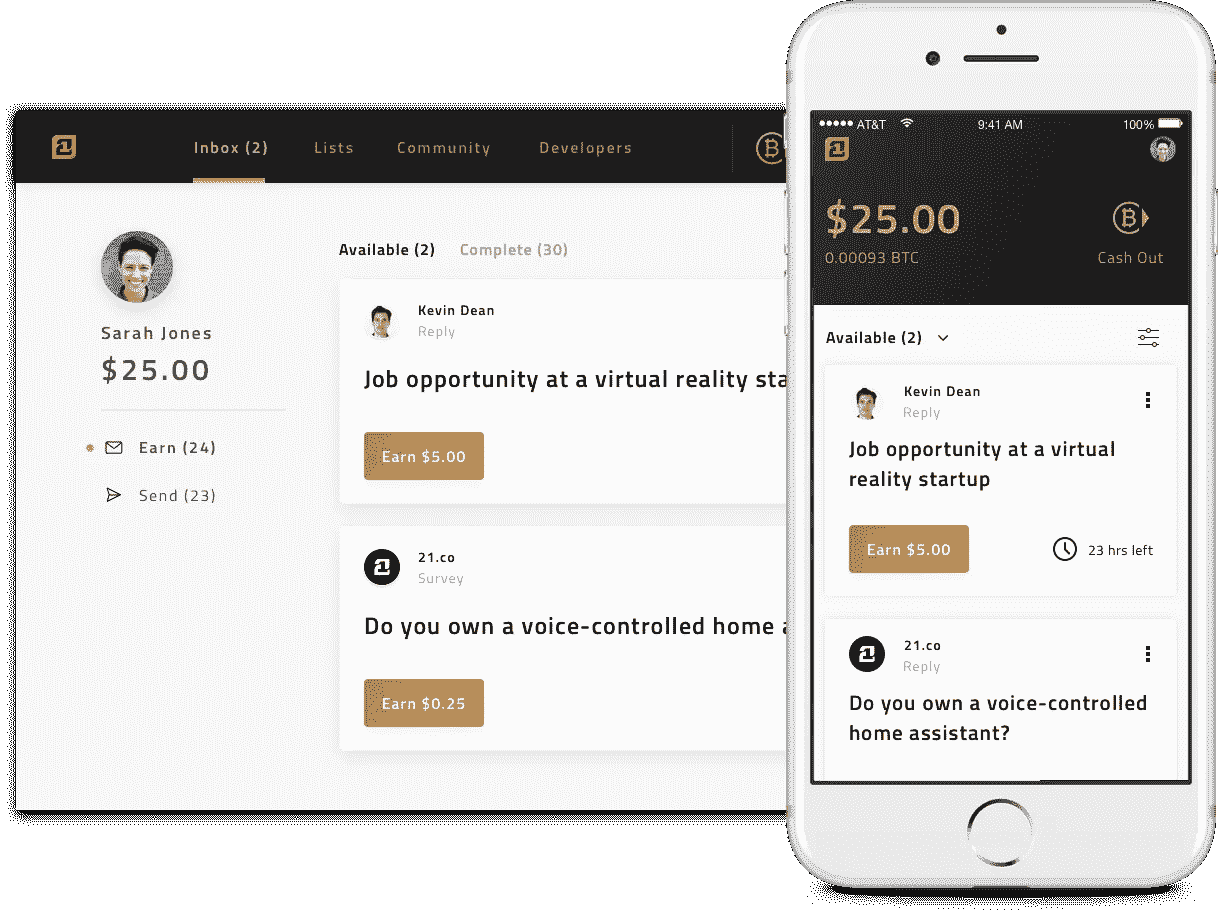 Inbox (2) Lists Community Developers
Sarah Jones
$25.00
Earn (24)
Send (23)
Available (2) Complete (30)
Kevin Dean
Reply
Job opportunity at a virtual reality sta
Earn $5.00
21.co
Survey
Do you own a voice-controlled home
Earn $0.25
AT&T 9:41 AM 100%
21
$25.00
0.00093 BTC
Cash Out
Available (2)
Kevin Dean
Reply
Job opportunity at a virtual
reality startup
Earn $5.00 23 hrs left
21.co
Reply
Do you own a voice-controlled
home assistant?